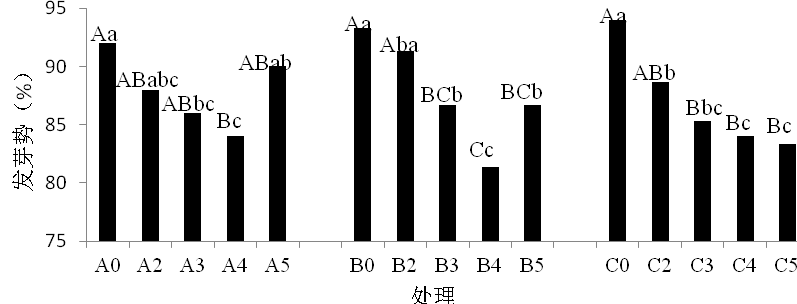 95
90
85
80
75
发芽势（%）
Aa
ABabc
ABbc
Bc
ABab
Aa
Aba
BCb
Cc
BCb
Aa
ABb
Bbc
Bc
Bc
A0 A2 A3 A4 A5 B0 B2 B3 B4 B5 C0 C2 C3 C4 C5
处理